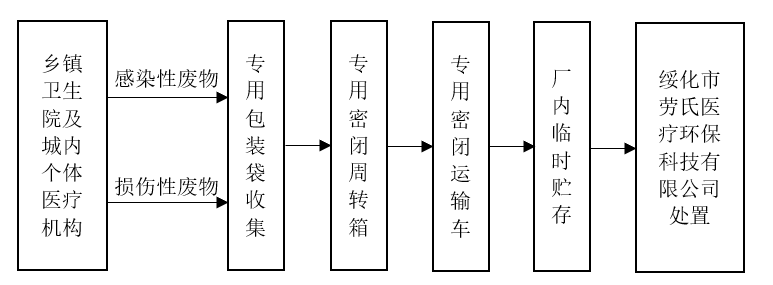 乡镇
卫生
院及
城内
个体
医疗
机构
感染性废物
损伤性废物
专用包装袋收集
专用密闭周转箱
专用密闭运输车
厂内临时贮存
绥化市
劳氏医
疗环保
科技有
限公司
处置